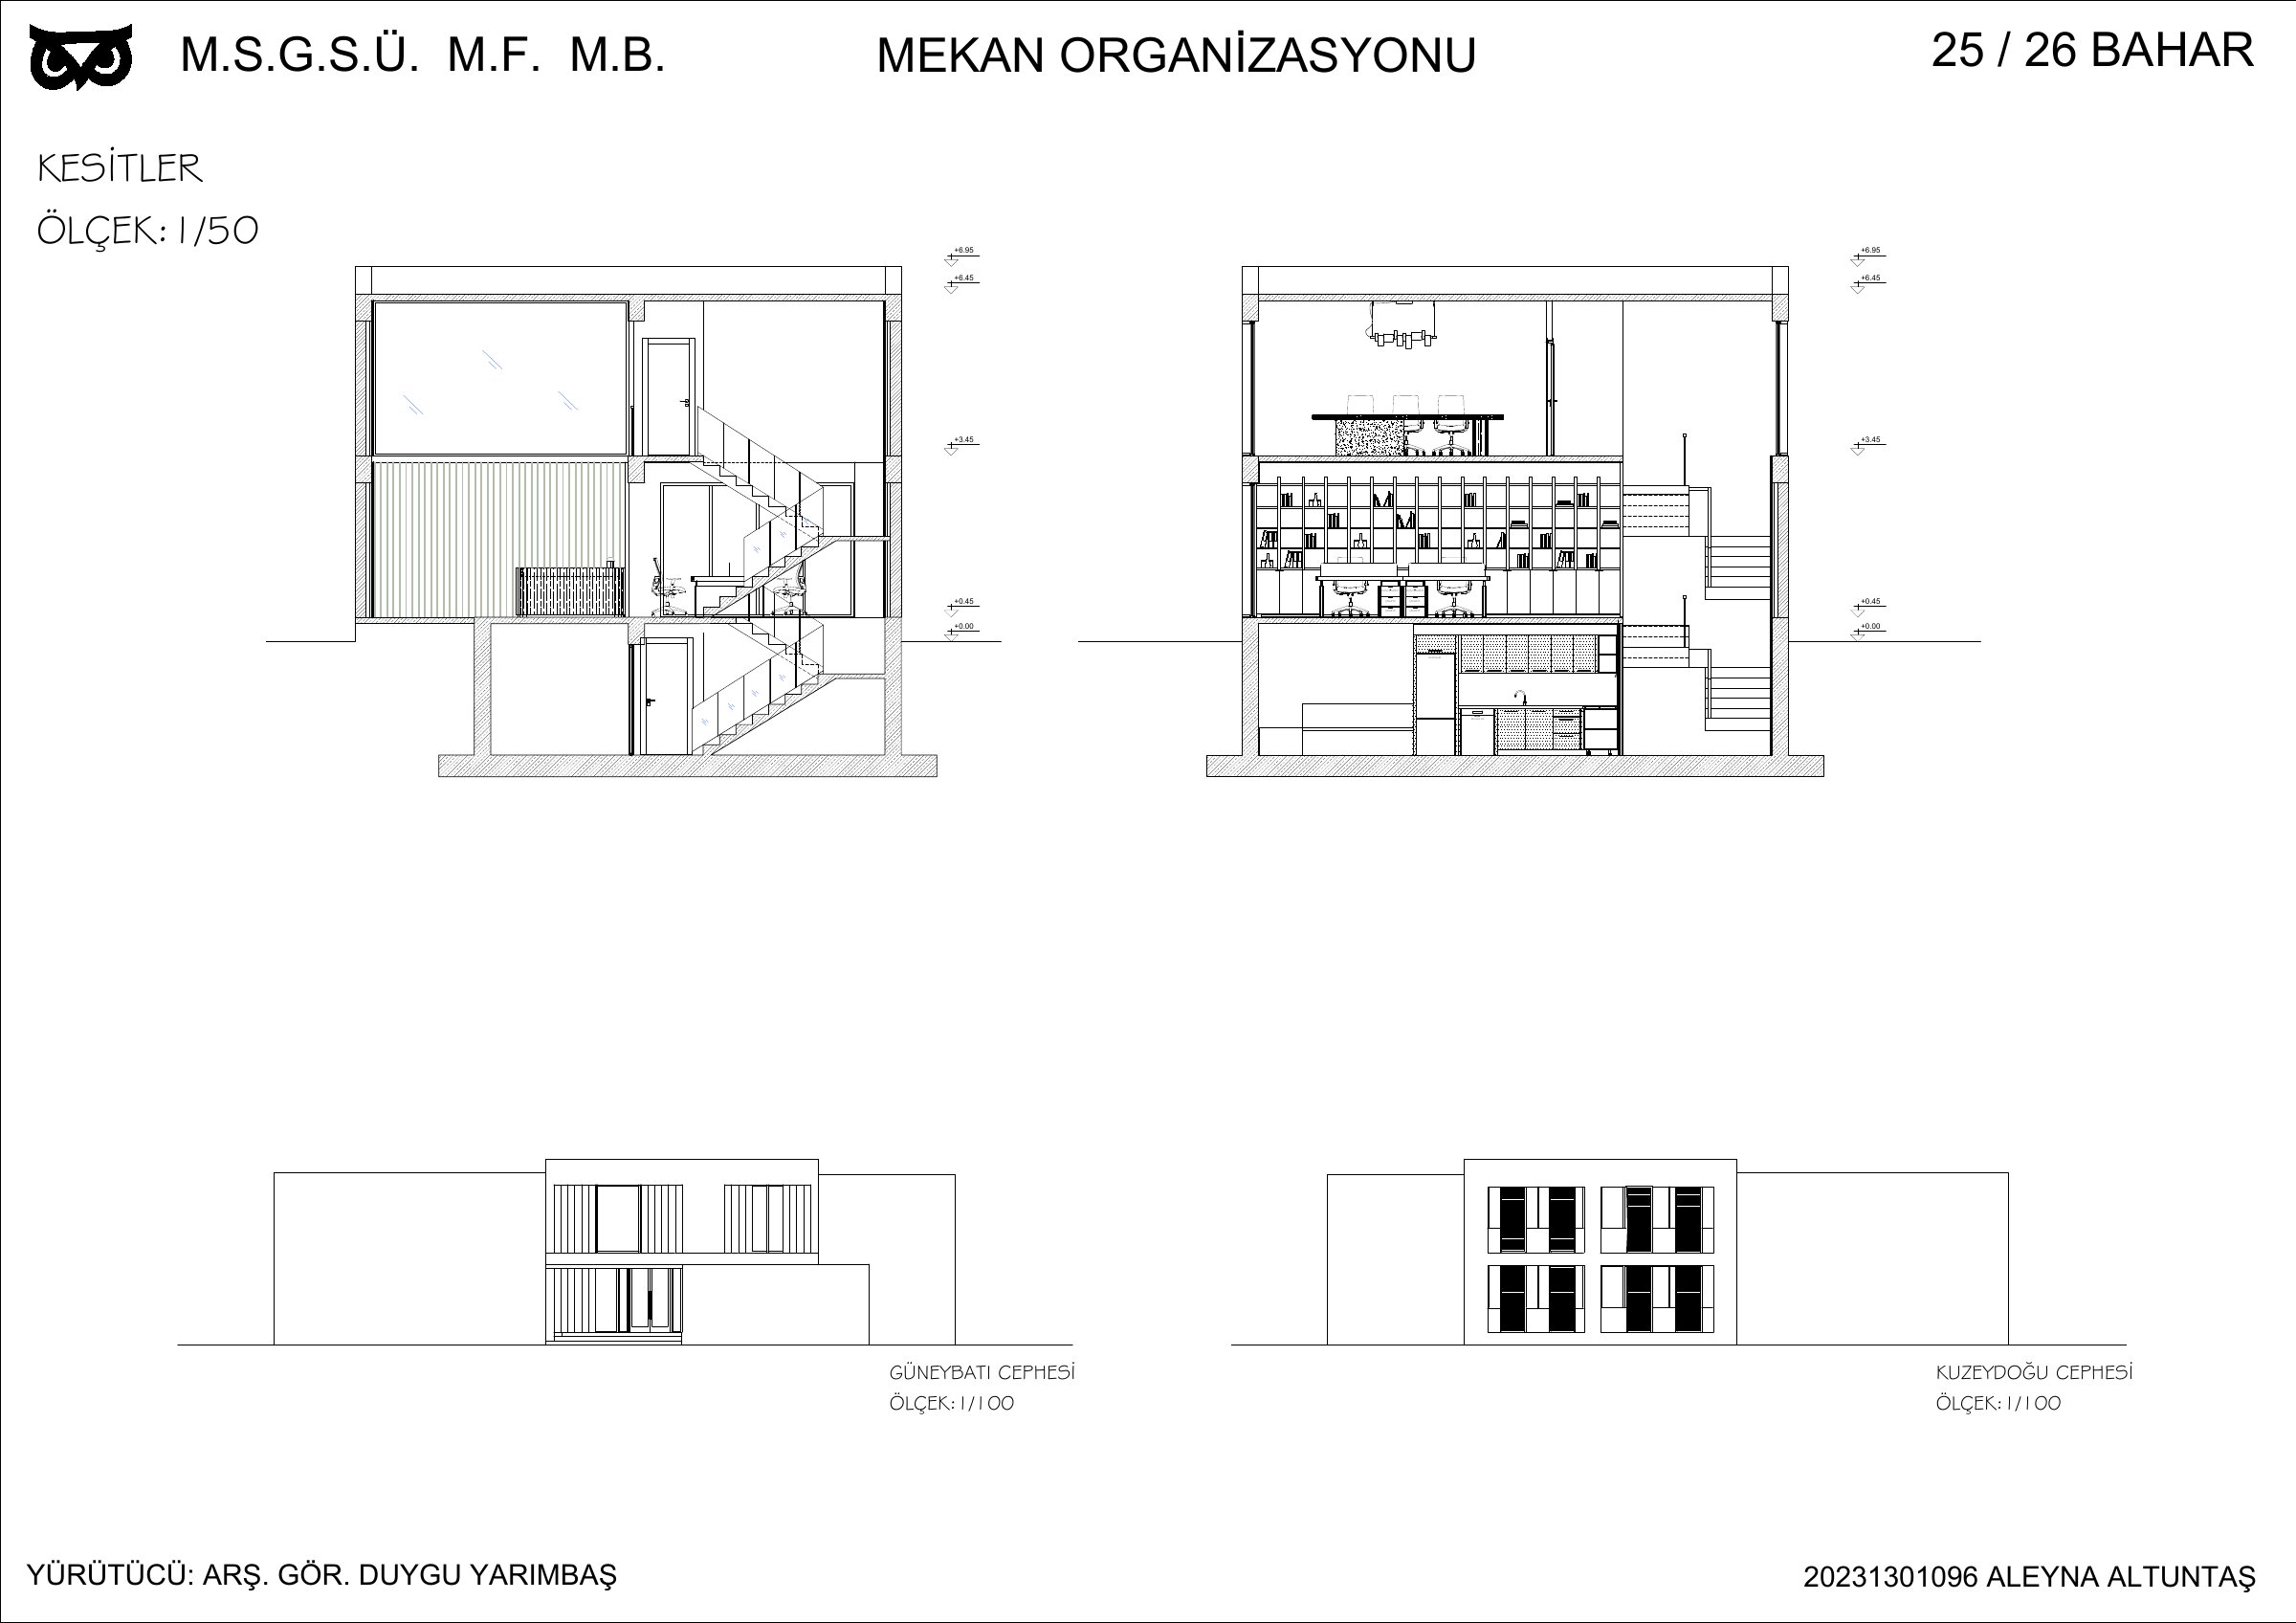 M.S.G.S.Ü. M.F. M.B.
MEKAN ORGANİZASYONU
25 / 26 BAHAR
KESİTLER
ÖLÇEK: 1/50
+6.95
+6.45
+3.45
+0.45
+0.00
+6.95
+6.45
+3.45
+0.45
+0.00
GÜNEYBATI CEPHESİ
ÖLÇEK: 1/100
KUZEYDOĞU CEPHESİ
ÖLÇEK: 1/100
YÜRÜTÜCÜ: ARŞ. GÖR. DUYGU YARIMBAŞ
20231301096 ALEYNA ALTUNTAŞ